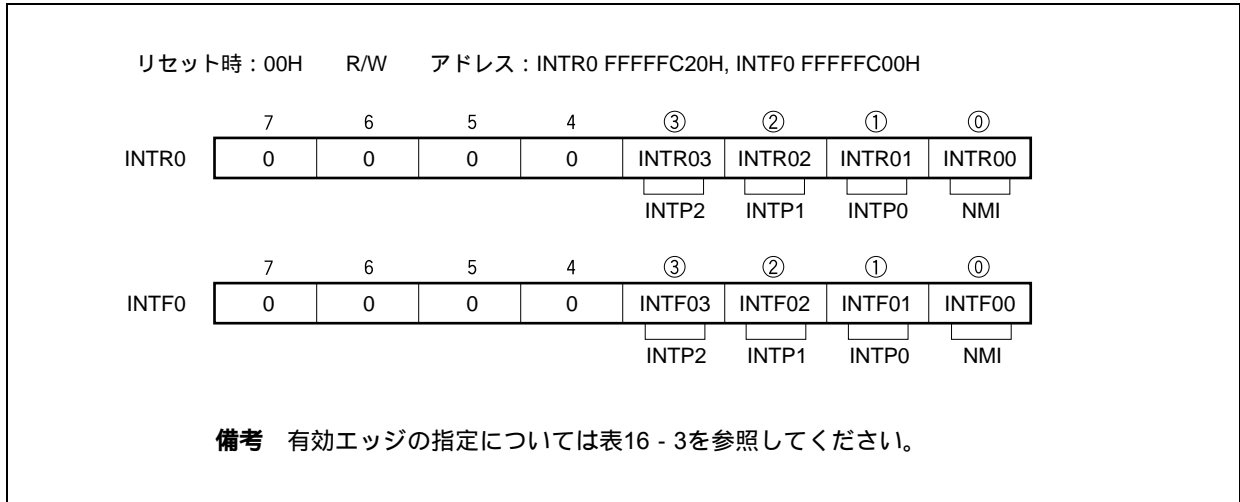 リセット時：00H　　R/W　　アドレス：INTR0 FFFFFC20H, INTF0 FFFFFC00H
7 6 5 4 ③ ② ① ⓪
INTR0 0 0 0 0 INTR03 INTR02 INTR01 INTR00
INTP2 INTP1 INTP0 NMI
7 6 5 4 ③ ② ① ⓪
INTF0 0 0 0 0 INTF03 INTF02 INTF01 INTF00
INTP2 INTP1 INTP0 NMI
備考　有効エッジの指定については表16 - 3を参照してください。